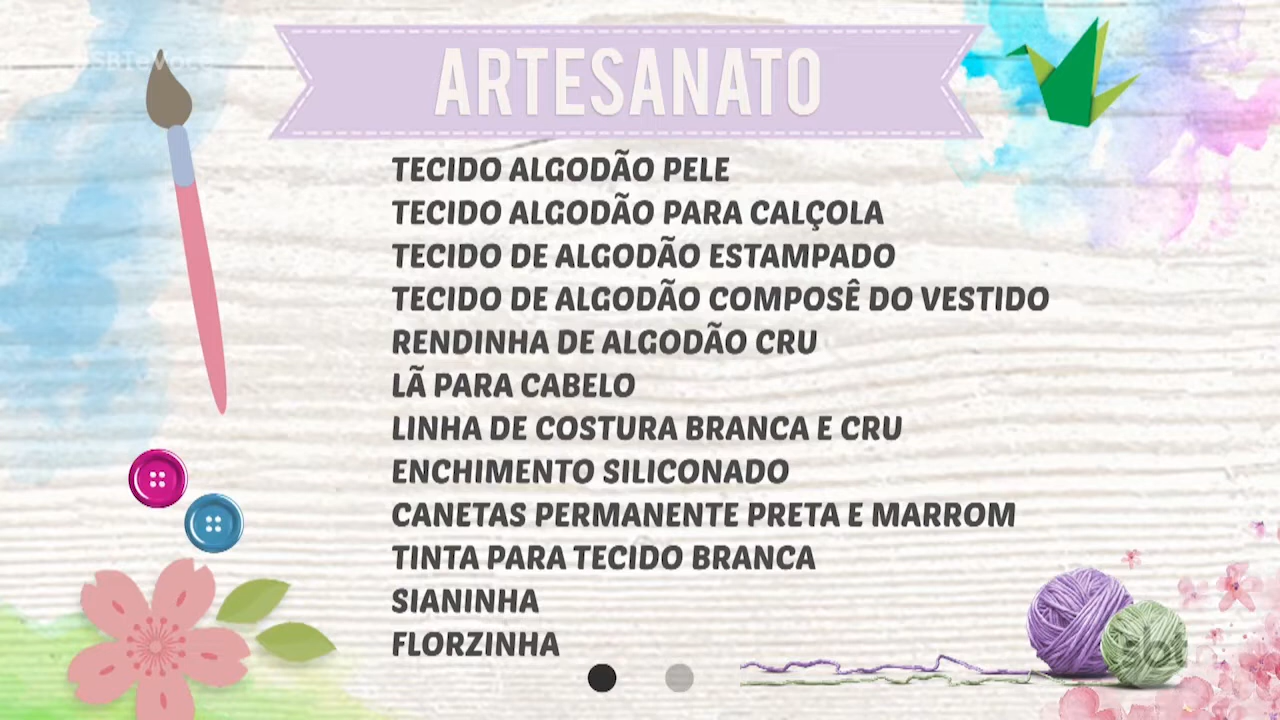 ARTESANATO
TECIDO ALGODÃO PELE
TECIDO ALGODÃO PARA CALÇOLA
TECIDO DE ALGODÃO ESTAMPADO
TECIDO DE ALGODÃO COMPOSÊ DO VESTIDO
RENDINHA DE ALGODÃO CRU
LÃ PARA CABELO
LINHA DE COSTURA BRANCA E CRU
ENCHIMENTO SILICONADO
CANETAS PERMANENTE PRETA E MARROM
TINTA PARA TECIDO BRANCA
SIANINHA
FLORZINHA